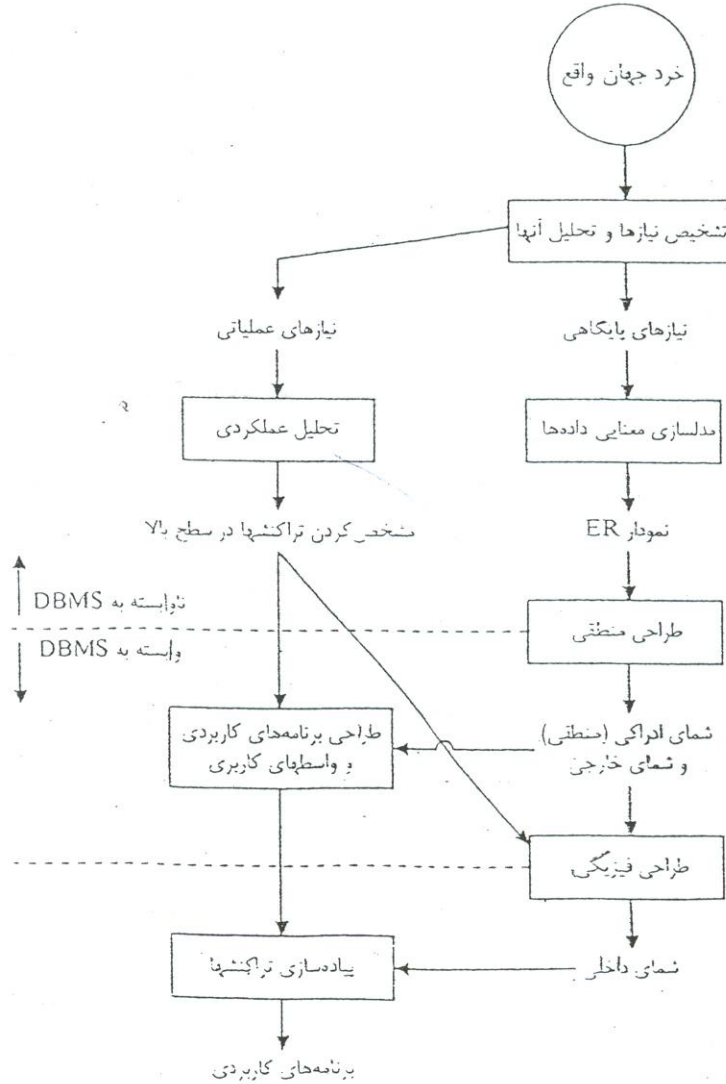 خرد جهان واقع
تشخیص نیازها و تحلیل آنها
نیازهای پایگاهی
نیازهای عملیاتی
مدلسازی معنایی داده‌ها
تحلیل عملکردی
نمودار ER
مشخص کردن تراکنشها در سطح بالا
ناوابسته به DBMS
طراحی منطقی
وابسته به DBMS
شمای ادراکی (منطقی)
و شمای خارجی
طراحی برنامه‌های کاربردی
و واسطهای کاربری
طراحی فیزیکی
شمای داخلی
پیاده‌سازی تراکنشها
برنامه‌های کاربردی